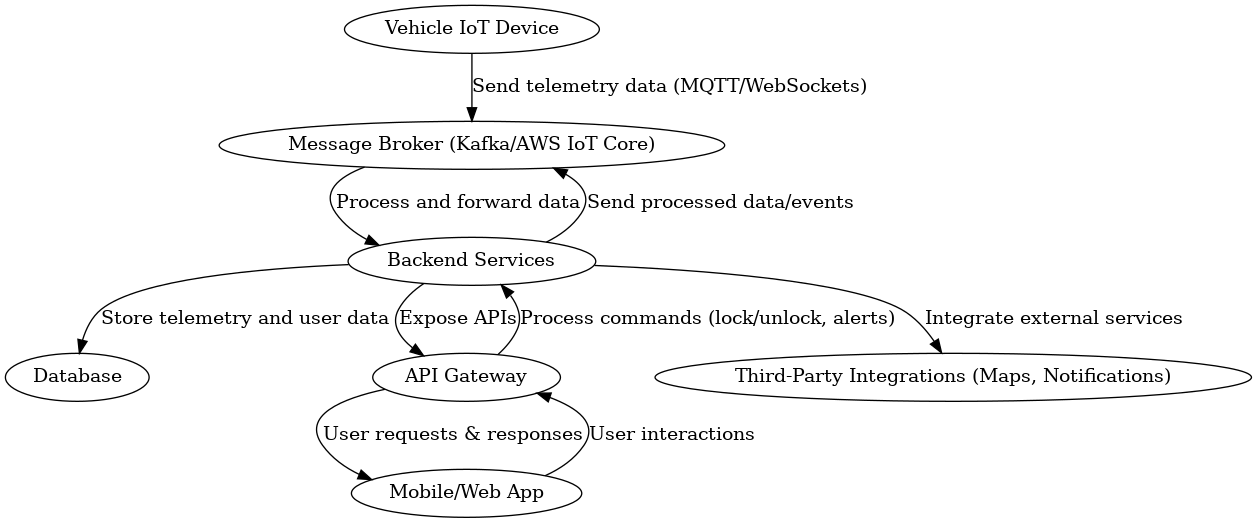 Vehicle IoT Device
Send telemetry data (MQTT/WebSockets)
Message Broker (Kafka/AWS IoT Core)
Process and forward data
Send processed data/events
Backend Services
Store telemetry and user data
Expose APIs
Process commands (lock/unlock, alerts)
Integrate external services
Database
API Gateway
Third-Party Integrations (Maps, Notifications)
User requests & responses
User interactions
Mobile/Web App